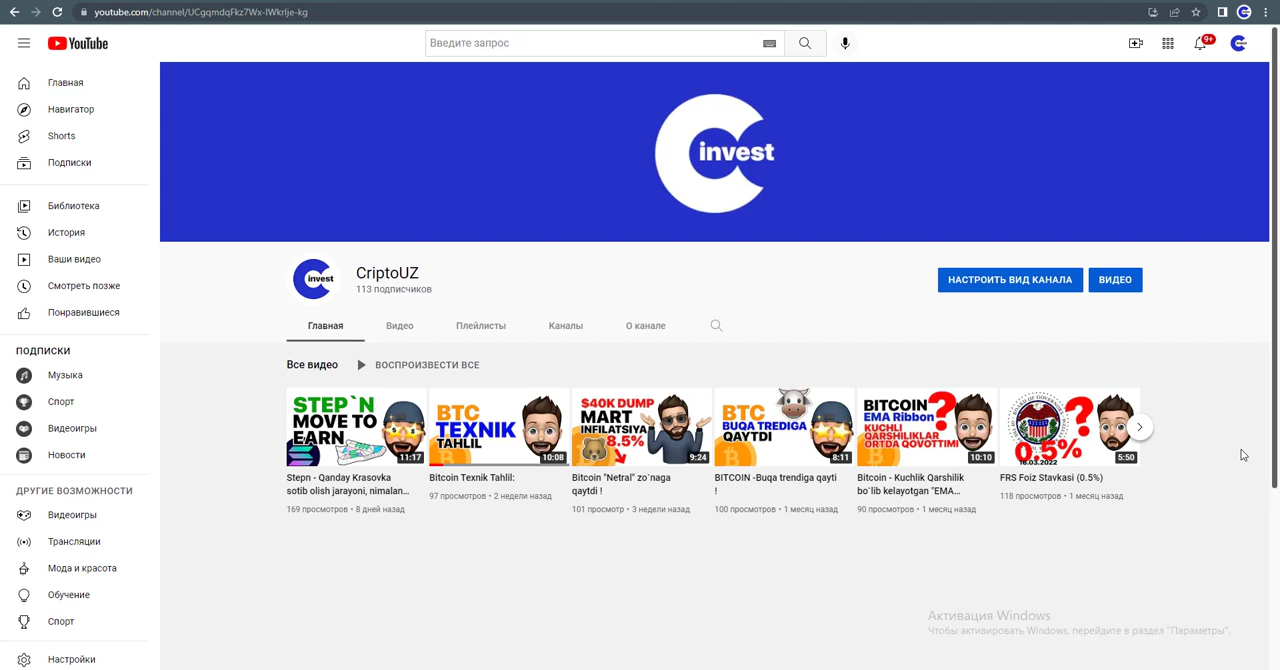 youtube.com/channel/UCgqmdqFkz7Wx-IWkrlje-kg
YouTube
Введите запрос
9+
Главная
Навигатор
Shorts
Подписки
Библиотека
История
Ваши видео
Смотреть позже
Понравившиеся
ПОДПИСКИ
Музыка
Спорт
Видеоигры
Новости
ДРУГИЕ ВОЗМОЖНОСТИ
Видеоигры
Трансляции
Мода и красота
Обучение
Спорт
Настройки
invest
invest
CriptoUZ
113 подписчиков
НАСТРОИТЬ ВИД КАНАЛА
ВИДЕО
Главная
Видео
Плейлисты
Каналы
О канале
Все видео
ВОСПРОИЗВЕСТИ ВСЕ
STEP`N
MOVE TO
EARN
11:17
Stepn - Qanday Krasovka
sotib olish jarayoni, nimalan...
169 просмотров • 8 дней назад
BTC
TEXNIK
TAHLIL
10:08
Bitcoin Texnik Tahlil:
97 просмотров • 2 недели назад
$40K DUMP
MART
INFLATSIYA
8.5%
9:24
Bitcoin "Netral" zo`naga
qaytdi !
101 просмотр • 3 недели назад
BTC
BUQA TREDIGA
QAYTDI
8:11
BITCOIN -Buqa trendiga qayti
!
100 просмотров • 1 месяц назад
BITCOIN ?
EMA Ribbon
KUCHLI
QARSHILIKLAR
ORTDA QOVOTTIMI
10:10
Bitcoin - Kuchlik Qarshilik
bo`lib kelayotgan "EMA...
90 просмотров • 1 месяц назад
?
0.5%
16.03.2022
5:50
FRS Foiz Stavkasi (0.5%)
118 просмотров • 1 месяц назад
Активация Windows
Чтобы активировать Windows, перейдите в раздел "Параметры".